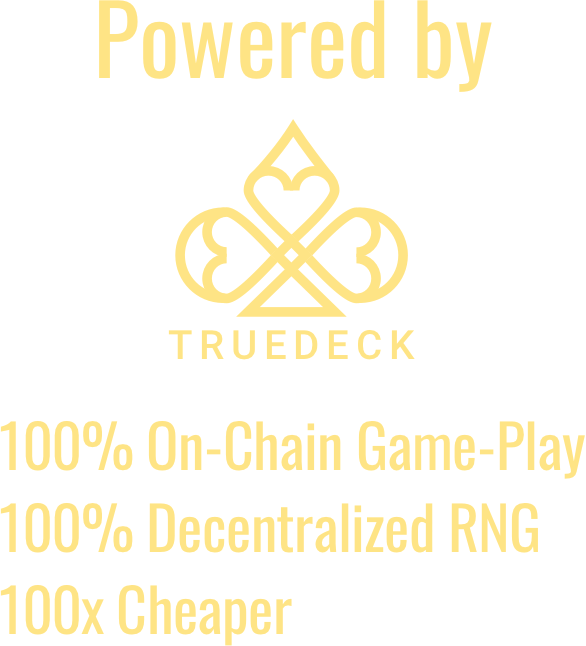 Powered by
TRUEDECK
100% On-Chain Game-Play
100% Decentralized RNG
100x Cheaper